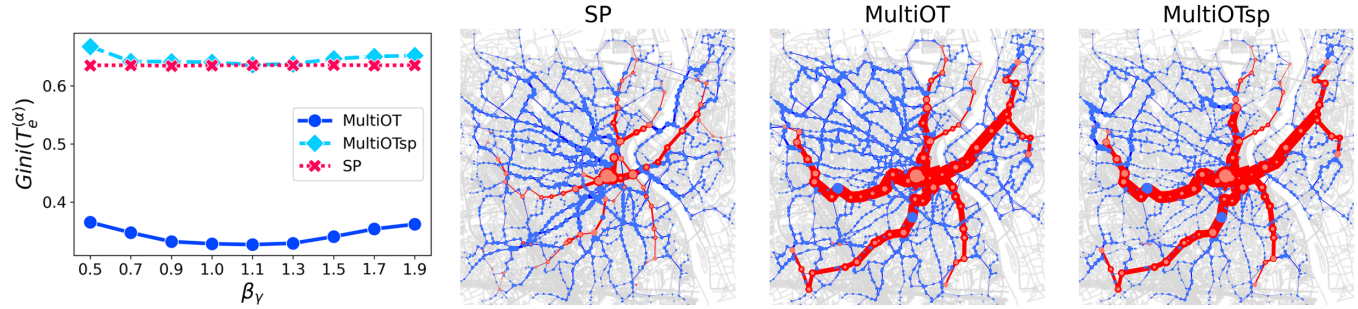 SP
MultiOT
MultiOTsp
0.6
0.5
0.4
Gini(T_e^{(α)})
MultiOT
MultiOTsp
SP
0.5 0.7 0.9 1.0 1.1 1.3 1.5 1.7 1.9
β_γ